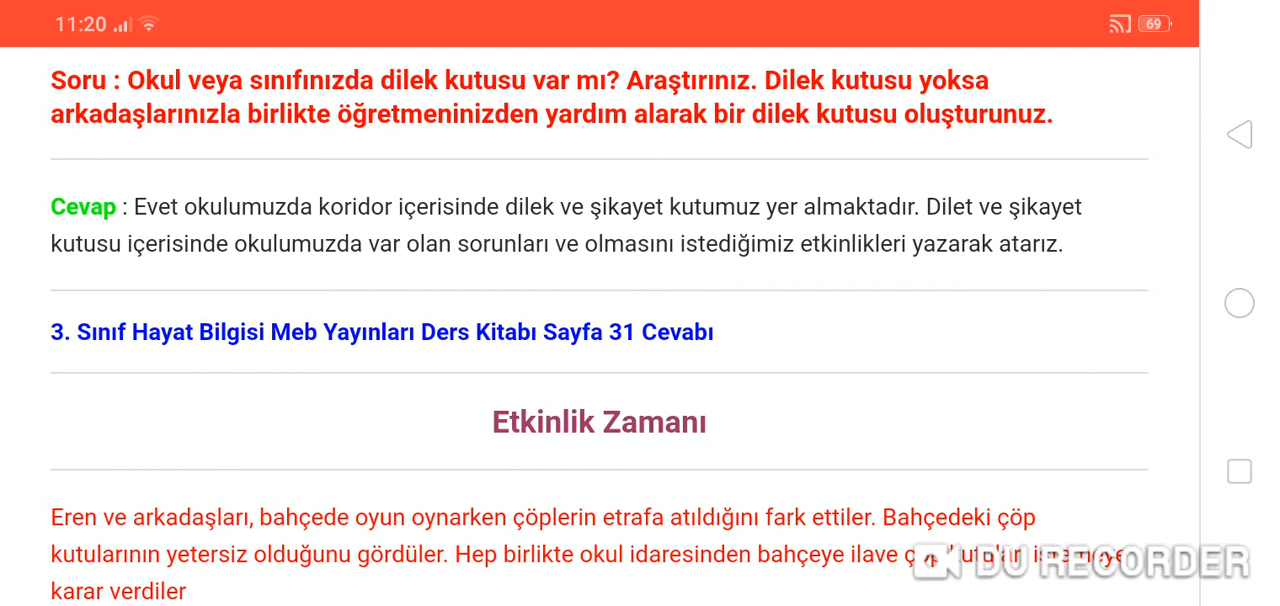 11:20
69
Soru : Okul veya sınıfınızda dilek kutusu var mı? Araştırınız. Dilek kutusu yoksa
arkadaşlarınızla birlikte öğretmeninizden yardım alarak bir dilek kutusu oluşturunuz.
Cevap : Evet okulumuzda koridor içerisinde dilek ve şikayet kutumuz yer almaktadır. Dilet ve şikayet
kutusu içerisinde okulumuzda var olan sorunları ve olmasını istediğimiz etkinlikleri yazarak atarız.
3. Sınıf Hayat Bilgisi Meb Yayınları Ders Kitabı Sayfa 31 Cevabı
Etkinlik Zamanı
Eren ve arkadaşları, bahçede oyun oynarken çöplerin etrafa atıldığını fark ettiler. Bahçedeki çöp
kutularının yetersiz olduğunu gördüler. Hep birlikte okul idaresinden bahçeye ilave
DU RECORDER
karar verdiler